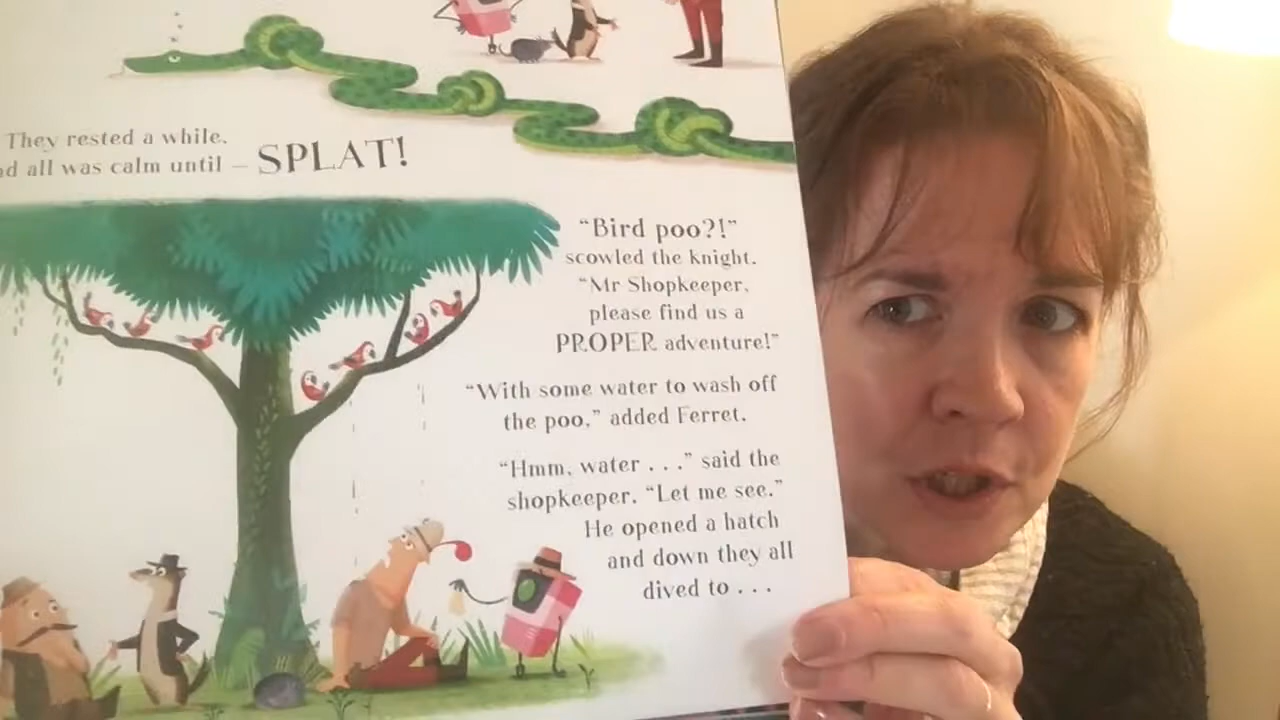 They rested a while.
all was calm until – SPLAT!
“Bird poo?!”
scowled the knight.
“Mr Shopkeeper,
please find us a
PROPER adventure!”
“With some water to wash off
the poo,” added Ferret.
“Hmm, water . . .” said the
shopkeeper. “Let me see.”
He opened a hatch
and down they all
dived to . . .